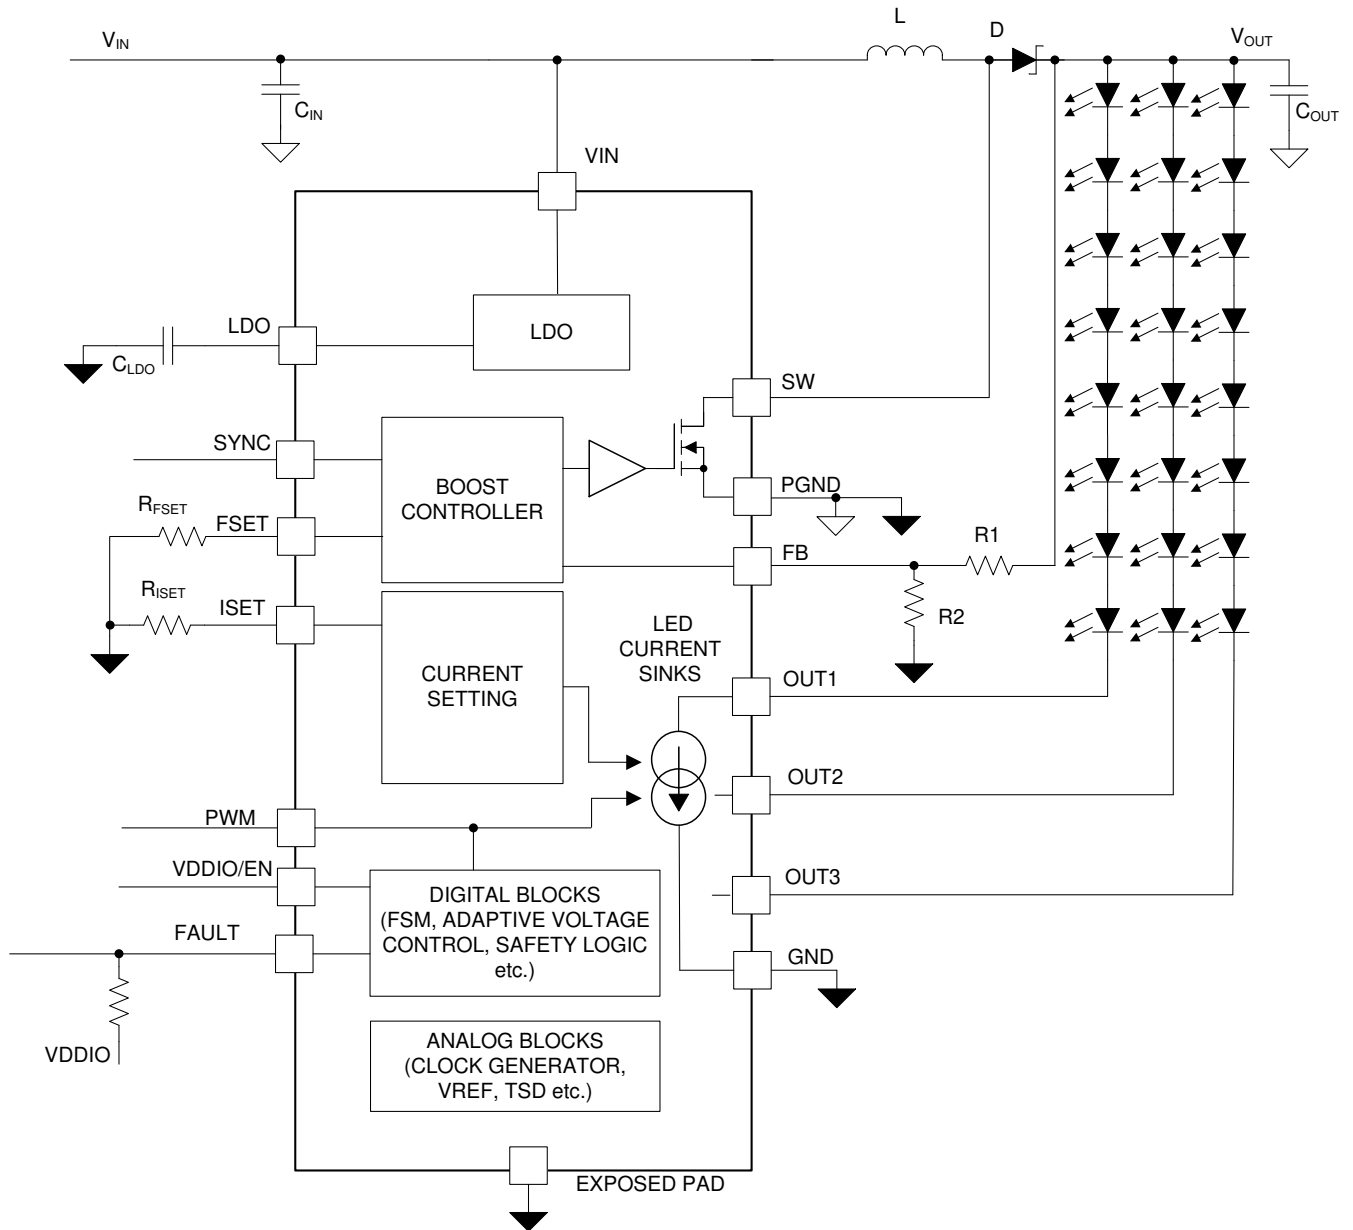 L
D
VIN
VOUT
CIN
COUT
VIN
LDO
LDO
CLDO
SW
SYNC
BOOST
CONTROLLER
PGND
RFSET
FSET
R1
FB
RISET
ISET
R2
LED
CURRENT
SINKS
CURRENT
SETTING
OUT1
OUT2
PWM
VDDIO/EN
OUT3
DIGITAL BLOCKS
(FSM, ADAPTIVE VOLTAGE
CONTROL, SAFETY LOGIC
etc.)
FAULT
GND
VDDIO
ANALOG BLOCKS
(CLOCK GENERATOR,
VREF, TSD etc.)
EXPOSED PAD